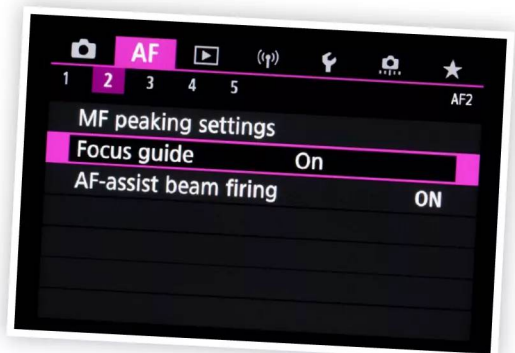 AF
1 2 3 4 5
AF2
MF peaking settings
Focus guide On
AF-assist beam firing ON